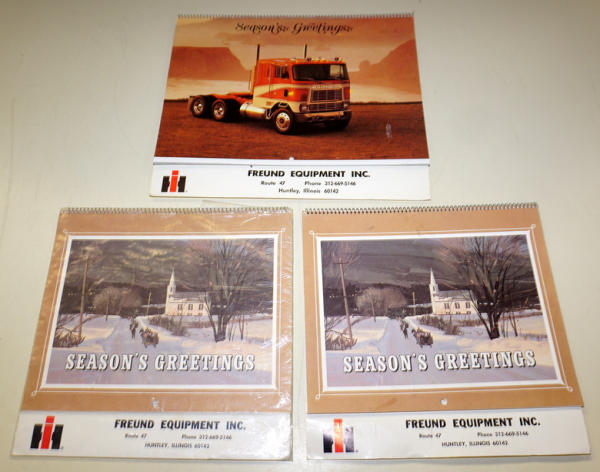 Season's Greetings
FREUND EQUIPMENT INC.
Route 47 Phone 312-669-5146
Huntley, Illinois 60142
SEASON'S GREETINGS
FREUND EQUIPMENT INC.
Route 47 Phone 312-669-5146
HUNTLEY, ILLINOIS 60142
SEASON'S GREETINGS
FREUND EQUIPMENT INC.
Route 47 Phone 312-669-5146
HUNTLEY, ILLINOIS 60142